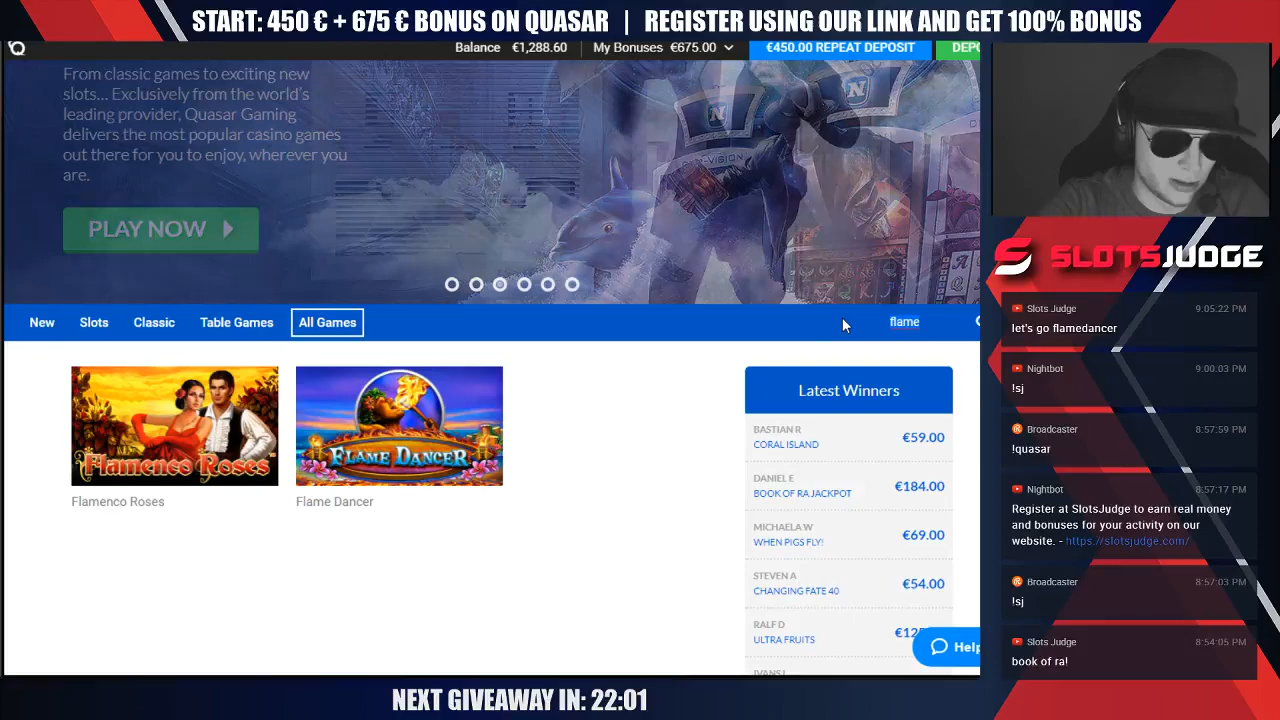 START: 450 € + 675 € BONUS ON QUASAR | REGISTER USING OUR LINK AND GET 100% BONUS
Balance €1,288.60 My Bonuses €675.00 €450.00 REPEAT DEPOSIT
From classic games to exciting new
slots... Exclusively from the world's
leading provider, Quasar Gaming
delivers the most popular casino games
out there for you to enjoy, wherever you
are.
PLAY NOW
N
N
New Slots Classic Table Games All Games flame
Flamenco Roses
FLAME DANCER
Flamenco Roses
Flame Dancer
Latest Winners
BASTIAN R
CORAL ISLAND
€59.00
DANIEL E
BOOK OF RA JACKPOT
€184.00
MICHAELA W
WHEN PIGS FLY!
€69.00
STEVEN A
CHANGING FATE 40
€54.00
RALF D
ULTRA FRUITS
Help
SLOTSJUDGE
Slots Judge 9:05:22 PM
let's go flamedancer
Nightbot 9:00:03 PM
!sj
Broadcaster 8:57:59 PM
!quasar
Nightbot 8:57:17 PM
Register at SlotsJudge to earn real money
and bonuses for your activity on our
website. - https://slotsjudge.com/
Broadcaster 8:57:03 PM
!sj
Slots Judge 8:54:05 PM
book of ra!
NEXT GIVEAWAY IN: 22:01